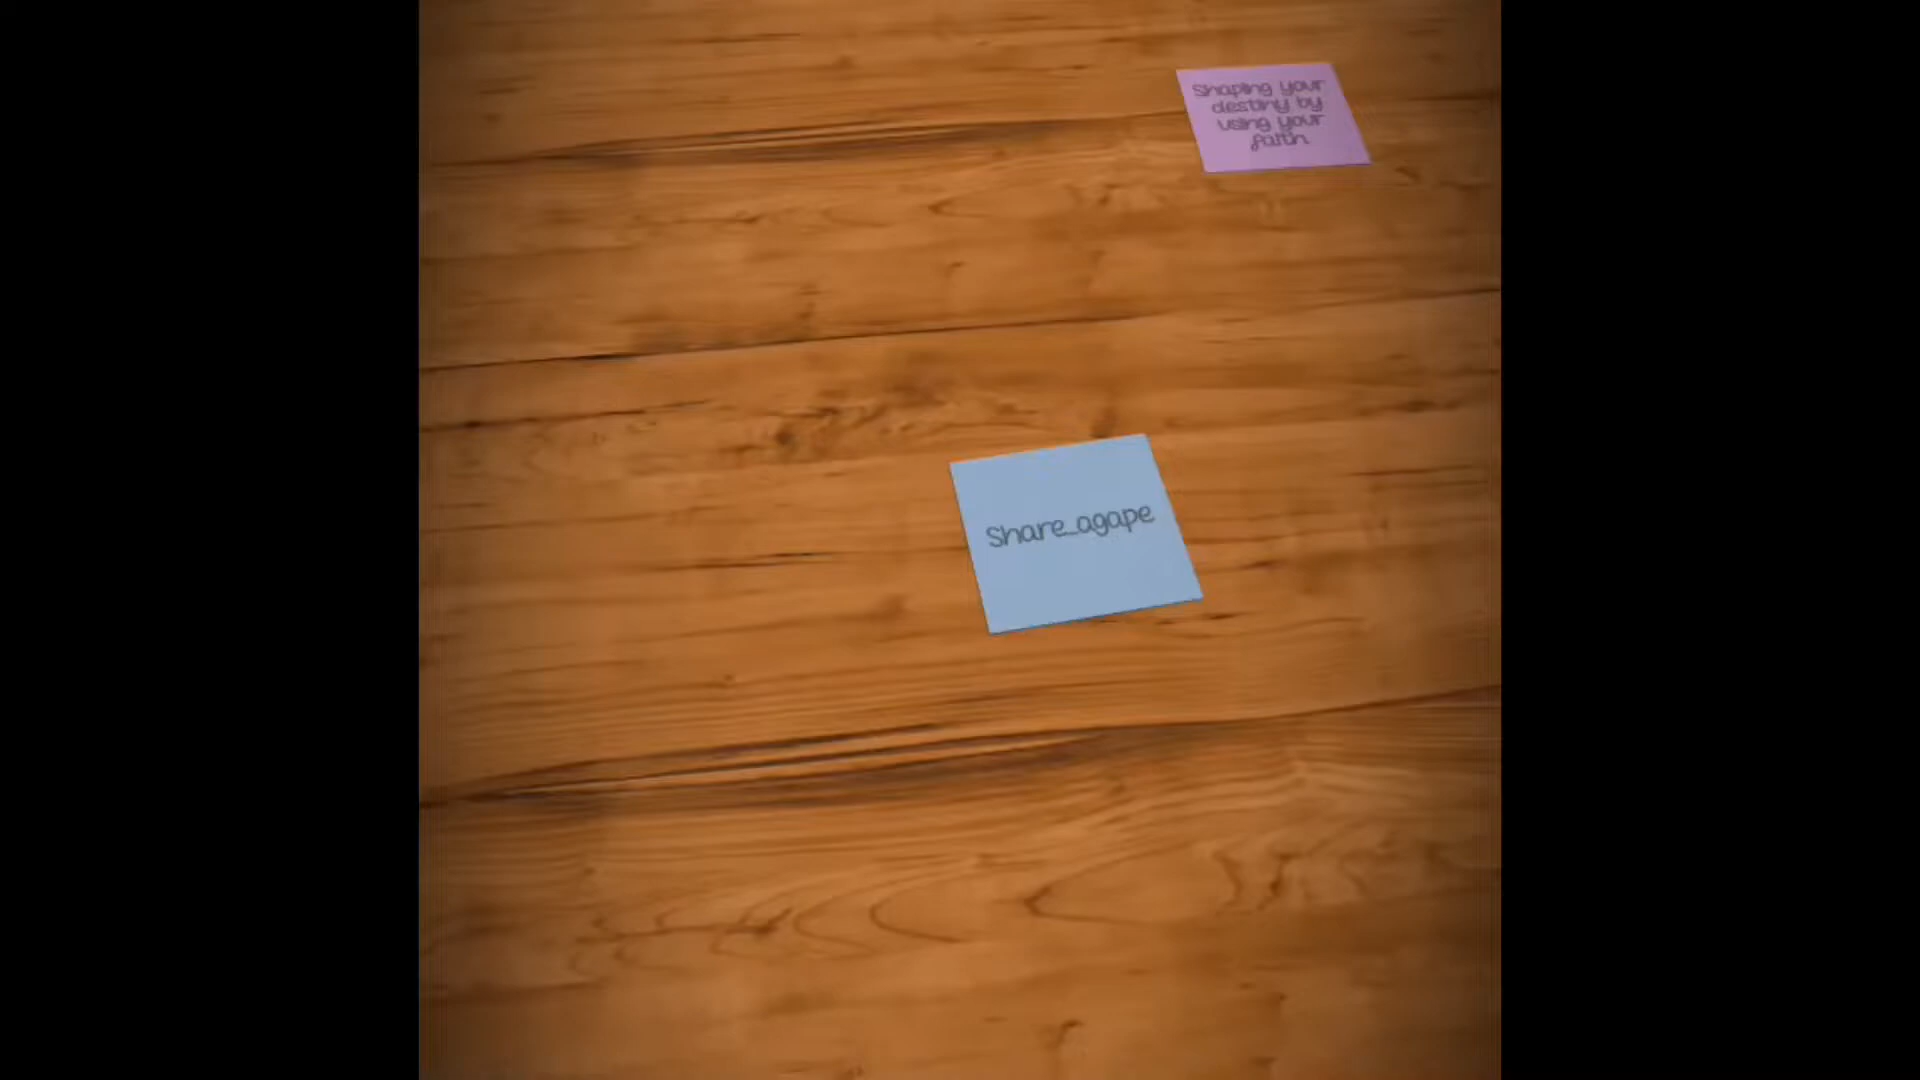 Shaping your
destiny by
using your
faith
Share_agape